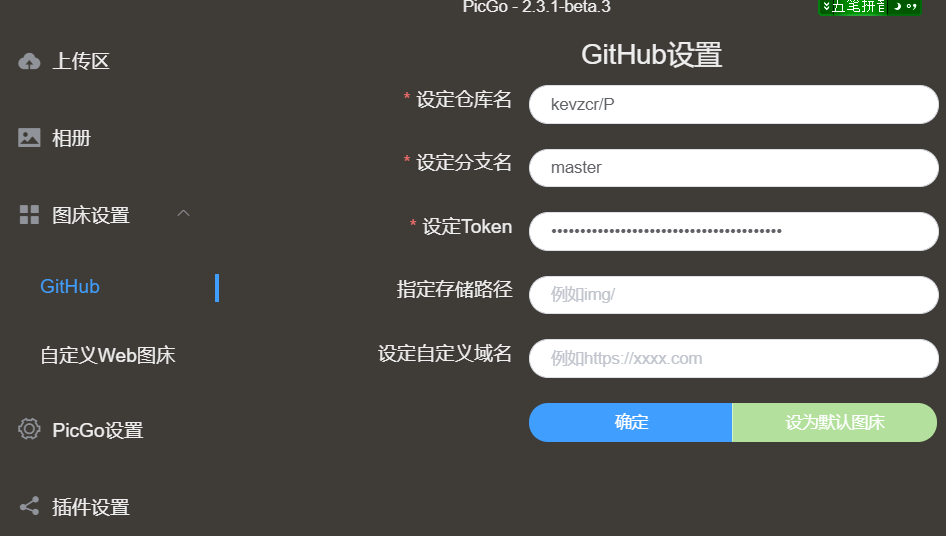 PicGo - 2.3.1-beta.3
五笔拼音
上传区
相册
图床设置
GitHub
自定义Web图床
PicGo设置
插件设置
GitHub设置
* 设定仓库名
kevzcr/P
* 设定分支名
master
* 设定Token
••••••••••••••••••••••••••••••••••••••••
指定存储路径
例如img/
设定自定义域名
例如https://xxxx.com
确定
设为默认图床